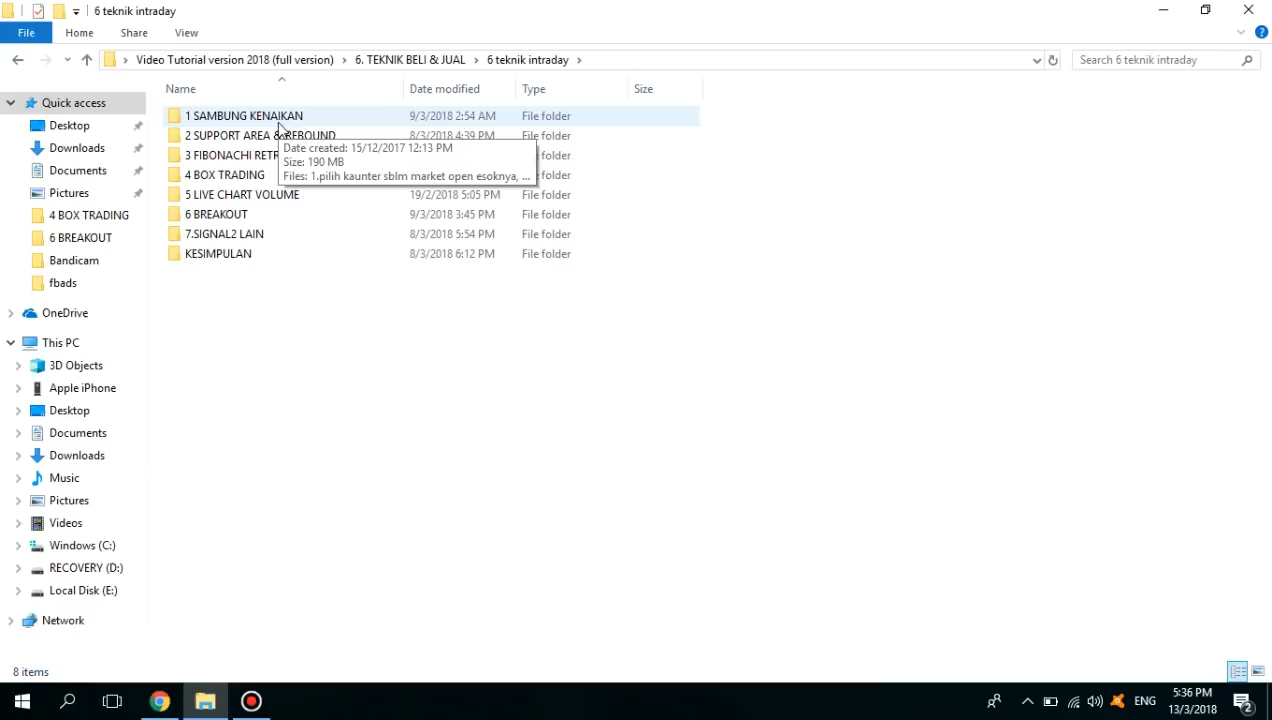 6 teknik intraday
File Home Share View
Video Tutorial version 2018 (full version) 6. TEKNIK BELI & JUAL 6 teknik intraday
Search 6 teknik intraday
Name Date modified Type Size
Quick access
Desktop
Downloads
Documents
Pictures
4 BOX TRADING
6 BREAKOUT
Bandicam
fbads
OneDrive
This PC
3D Objects
Apple iPhone
Desktop
Documents
Downloads
Music
Pictures
Videos
Windows (C:)
RECOVERY (D:)
Local Disk (E:)
Network
1 SAMBUNG KENAIKAN 9/3/2018 2:54 AM File folder
2 SUPPORT AREA & REBOUND 8/3/2018 4:39 PM File folder
3 FIBONACHI RETR File folder
4 BOX TRADING File folder
5 LIVE CHART VOLUME 19/2/2018 5:05 PM File folder
6 BREAKOUT 9/3/2018 3:45 PM File folder
7.SIGNAL2 LAIN 8/3/2018 5:54 PM File folder
KESIMPULAN 8/3/2018 6:12 PM File folder
Date created: 15/12/2017 12:13 PM
Size: 190 MB
Files: 1.pilih kaunter sblm market open esoknya, ...
8 items
ENG
5:36 PM
13/3/2018
2